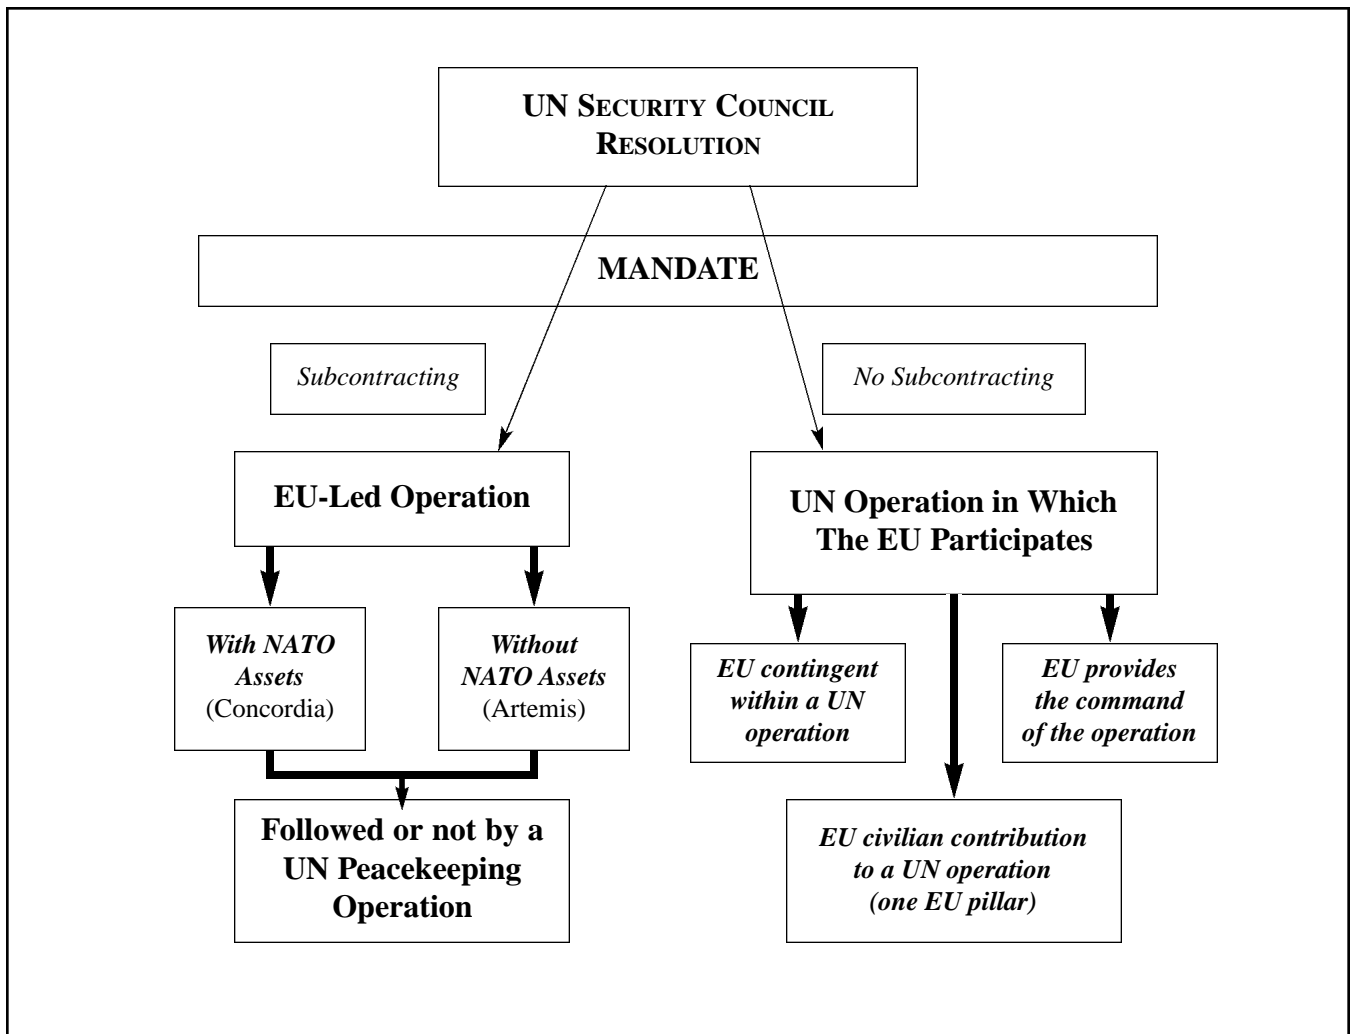 UN SECURITY COUNCIL
RESOLUTION
MANDATE
Subcontracting
No Subcontracting
EU-Led Operation
UN Operation in Which
The EU Participates
With NATO
Assets
(Concordia)
Without
NATO Assets
(Artemis)
EU contingent
within a UN
operation
EU provides
the command
of the operation
Followed or not by a
UN Peacekeeping
Operation
EU civilian contribution
to a UN operation
(one EU pillar)